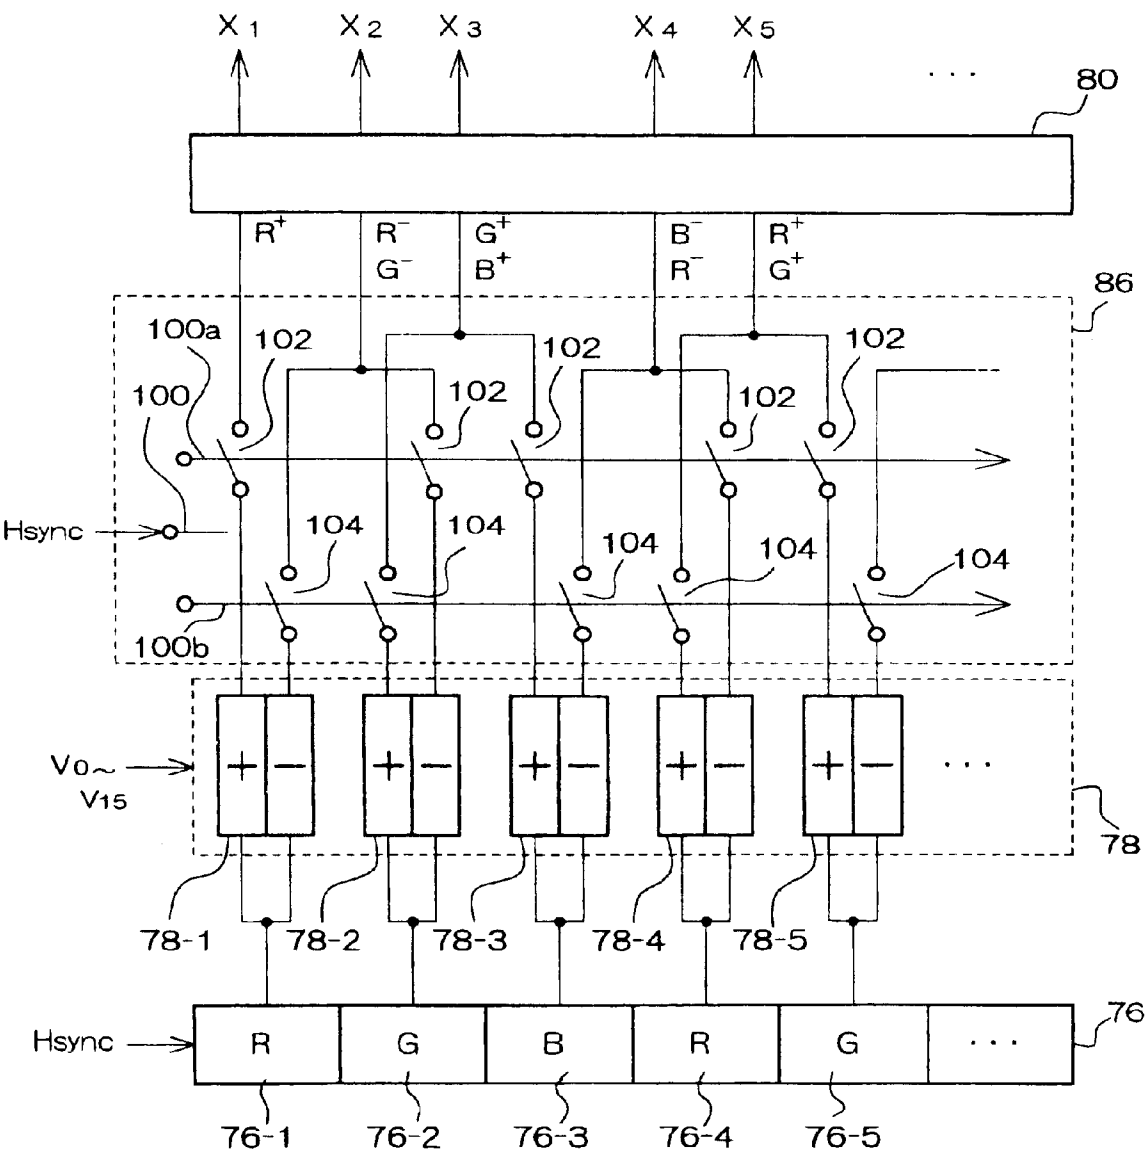 X1 X2 X3 X4 X5
· · ·
80
R+ R− G+ B− R+
G− B+ R− G+
86
100a 102 102 102
100 102 102
Hsync
104 104 104 104 104
100b
+ − + − + − + − + − · · ·
V0~
V15
78
78-1 78-2 78-3 78-4 78-5
76
Hsync R G B R G · · ·
76-1 76-2 76-3 76-4 76-5